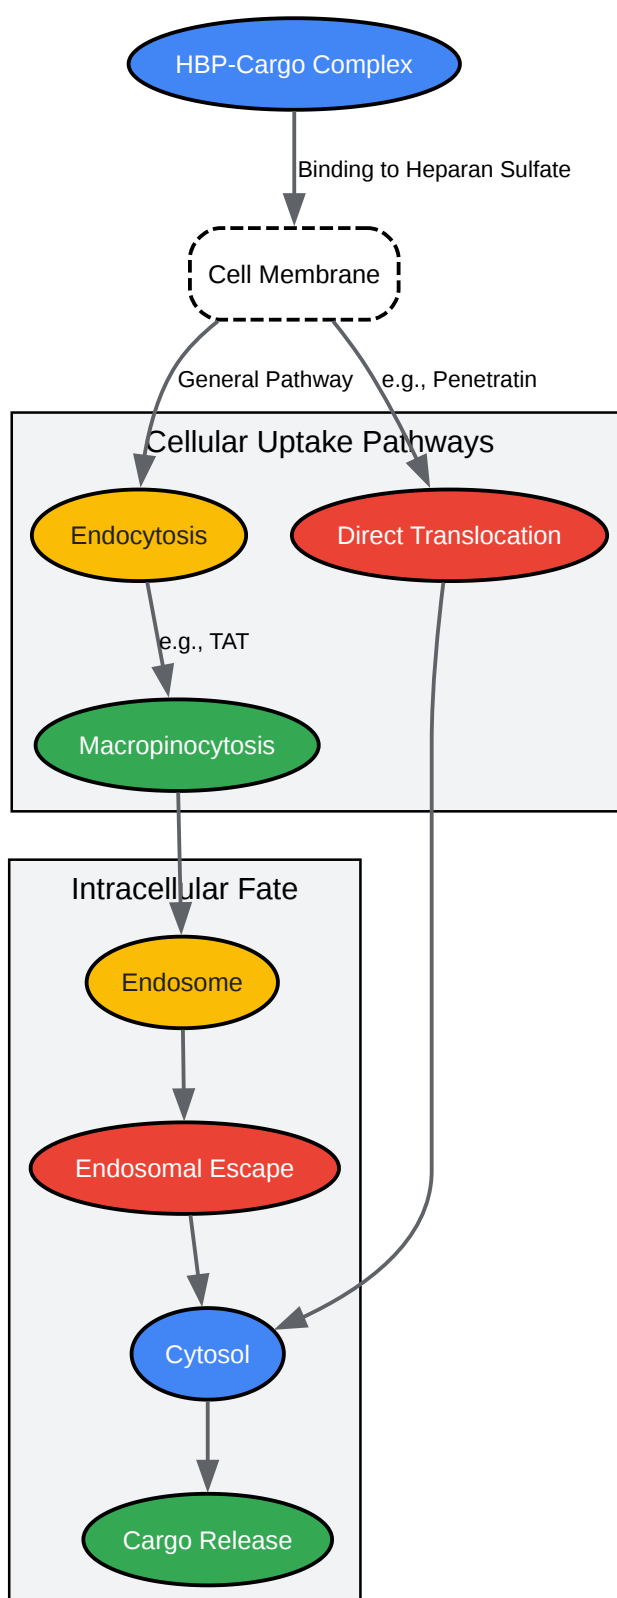 HBP-Cargo Complex
Binding to Heparan Sulfate
Cell Membrane
General Pathway
e.g., Penetratin
Cellular Uptake Pathways
Endocytosis
Direct Translocation
e.g., TAT
Macropinocytosis
Intracellular Fate
Endosome
Endosomal Escape
Cytosol
Cargo Release